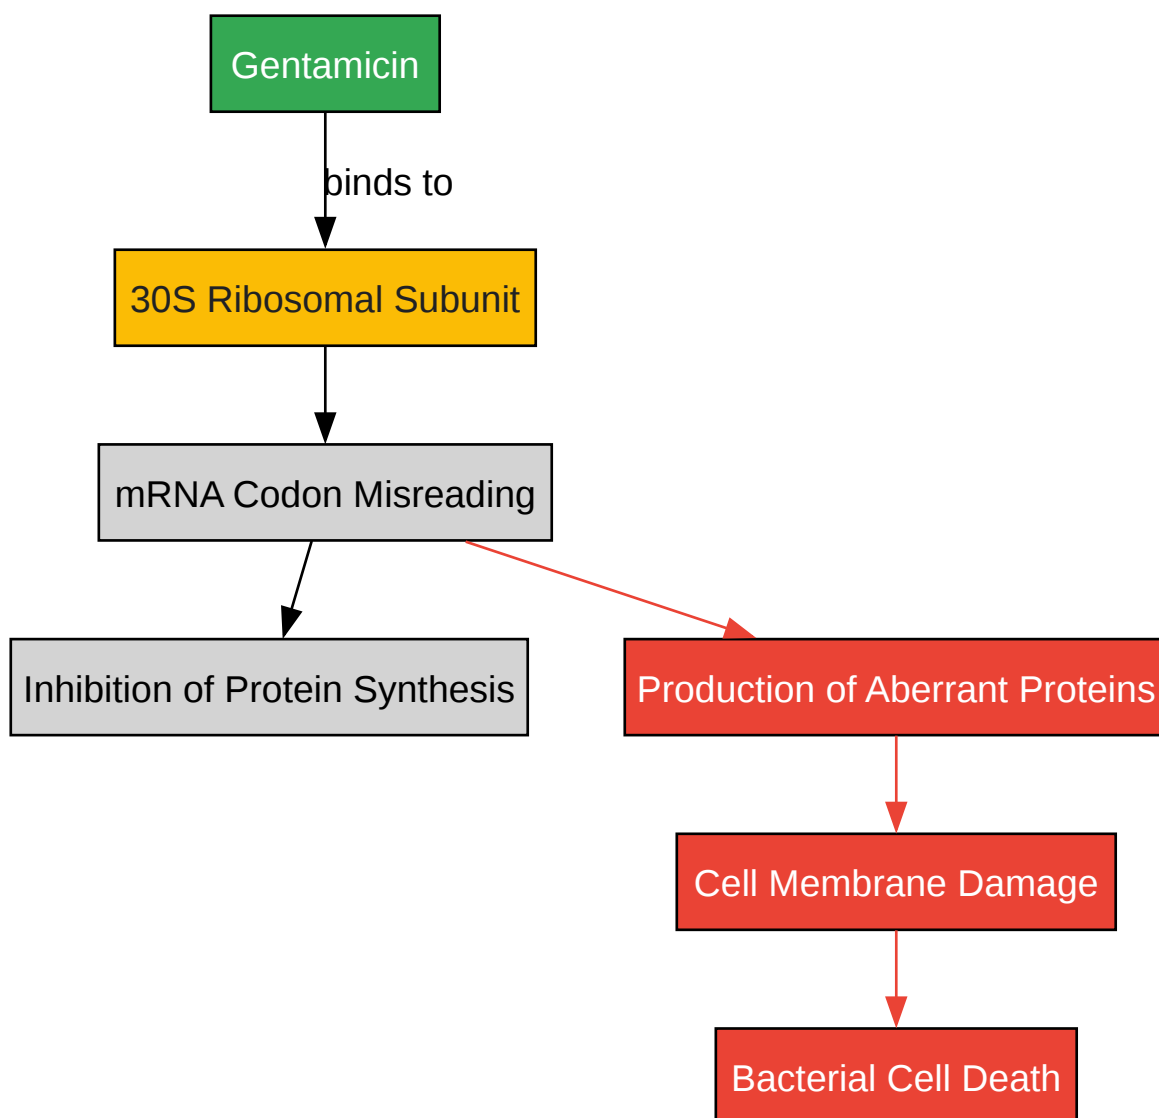 Gentamicin
binds to
30S Ribosomal Subunit
mRNA Codon Misreading
Inhibition of Protein Synthesis
Production of Aberrant Proteins
Cell Membrane Damage
Bacterial Cell Death